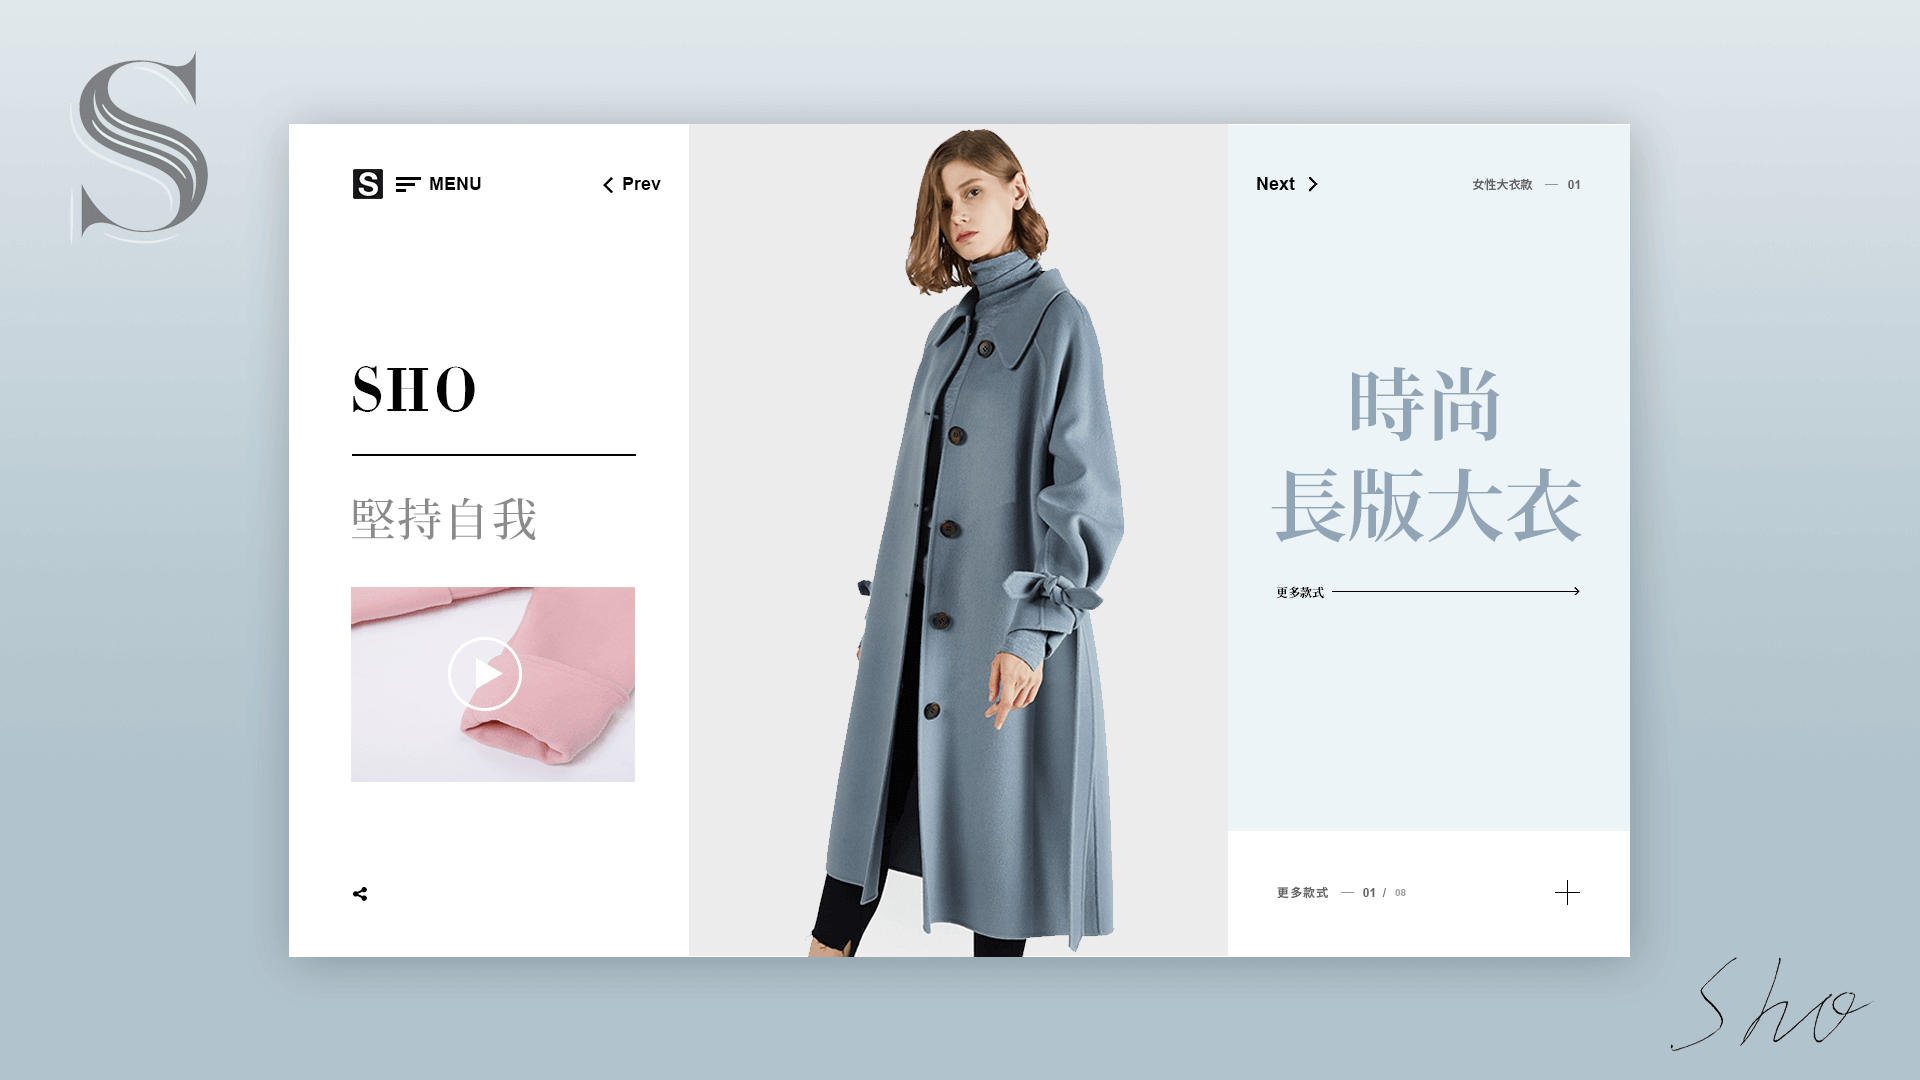 S
S MENU
Prev
Next
女性大衣款 — 01
SHO
堅持自我
時尚
長版大衣
更多款式
更多款式 — 01 / 08
Sho